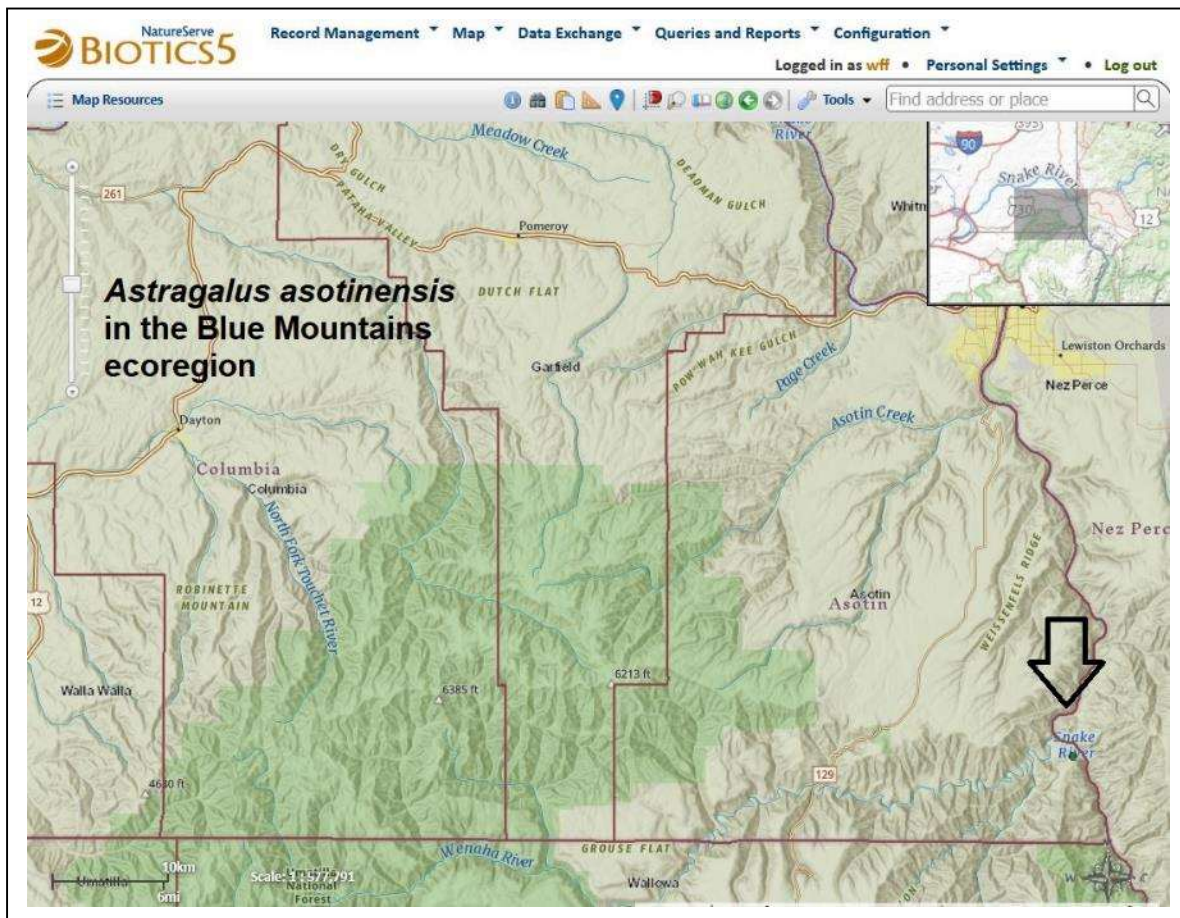 NatureServe
BIOTICS5
Record Management Map Data Exchange Queries and Reports Configuration
Logged in as wff • Personal Settings • Log out
Map Resources
Tools
Find address or place
Meadow Creek
River
DRY GULCH
DEADMAN GULCH
90
395
Snake River
730
12
261
PATAHA VALLEY
Pomeroy
Whitm
Astragalus asotinensis
in the Blue Mountains
ecoregion
DUTCH FLAT
Garfield
POW-WAH KEE GULCH
Page Creek
Lewiston Orchards
Nez Perce
Dayton
Asotin Creek
Columbia
Columbia
North Fork Touchet River
Nez Perc
WEISSENFELS RIDGE
ROBINETTE
MOUNTAIN
12
Asotin
Asotin
Walla Walla
6385 ft
6213 ft
Snake
River
129
Wenaha River
GROUSE FLAT
10km
6mi
Umatilla
Umatilla
National
Forest
Wallowa
W